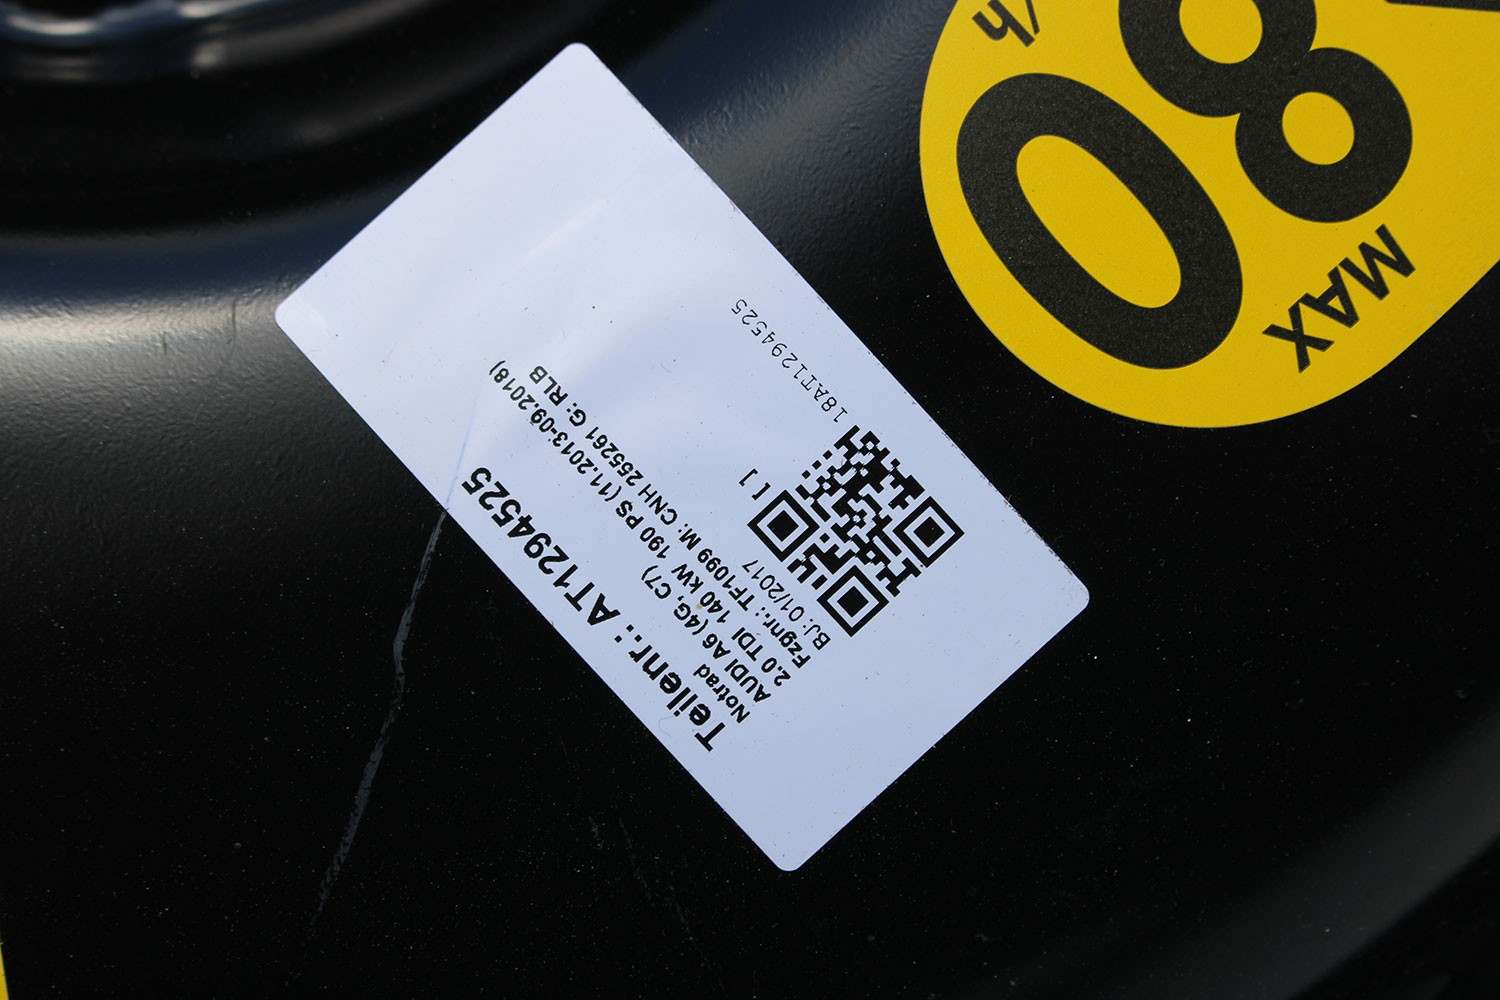 Teilenr.: AT1294525
Notrad
AUDI A6 (4G, C7)
2.0 TDI 140 kW 190 PS (11.2013-09.2018)
Fzgnr.: TF1099 M: CNH 255261 G: RLB
BJ: 01/2017
[ ]
18AT1294525
MAX
80
/h